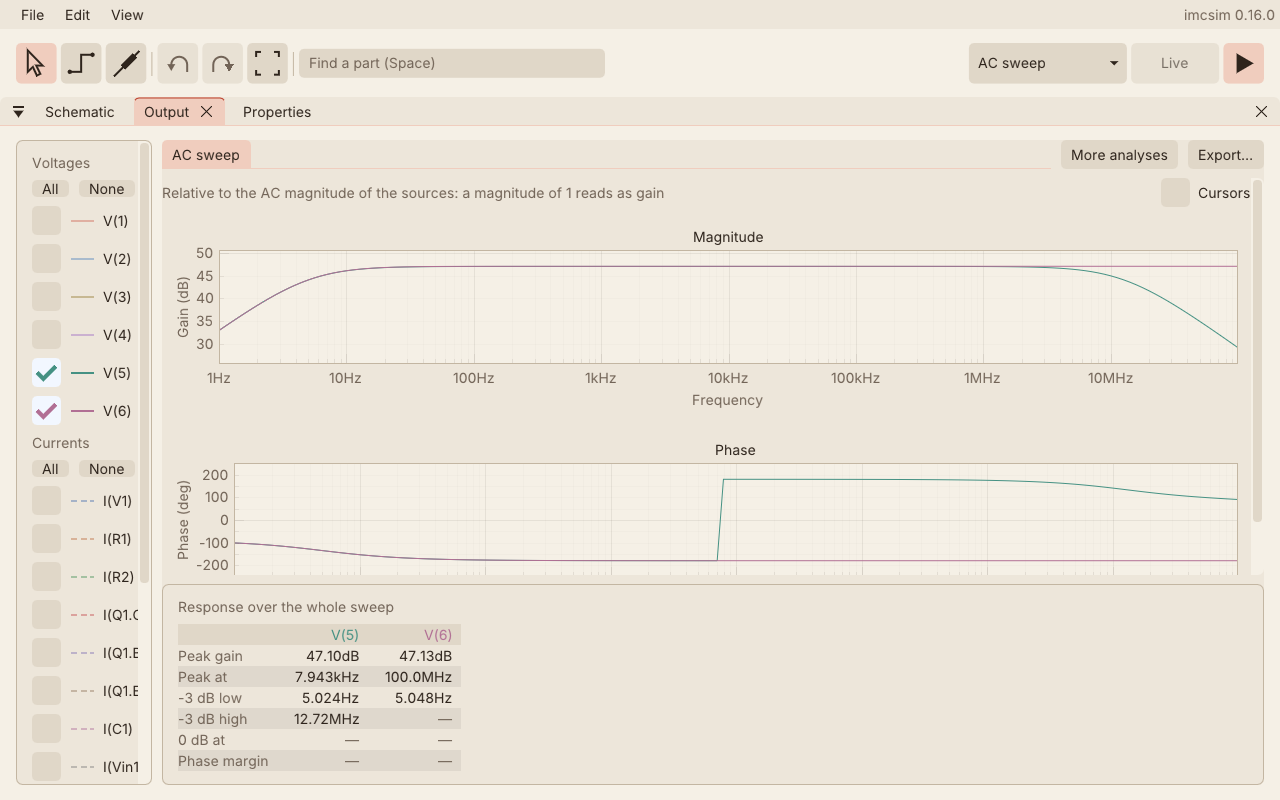 File Edit View imcsim 0.16.0
Find a part (Space) AC sweep Live
Schematic Output Properties
Voltages
All None
V(1)
V(2)
V(3)
V(4)
V(5)
V(6)
Currents
All None
I(V1)
I(R1)
I(R2)
I(Q1.
I(Q1.
I(Q1.
I(C1)
I(Vin1
AC sweep More analyses Export...
Relative to the AC magnitude of the sources: a magnitude of 1 reads as gain Cursors
Magnitude
Gain (dB)
50
45
40
35
30
1Hz 10Hz 100Hz 1kHz 10kHz 100kHz 1MHz 10MHz
Frequency
Phase
Phase (deg)
200
100
0
-100
-200
Response over the whole sweep
V(5) V(6)
Peak gain 47.10dB 47.13dB
Peak at 7.943kHz 100.0MHz
-3 dB low 5.024Hz 5.048Hz
-3 dB high 12.72MHz —
0 dB at — —
Phase margin — —